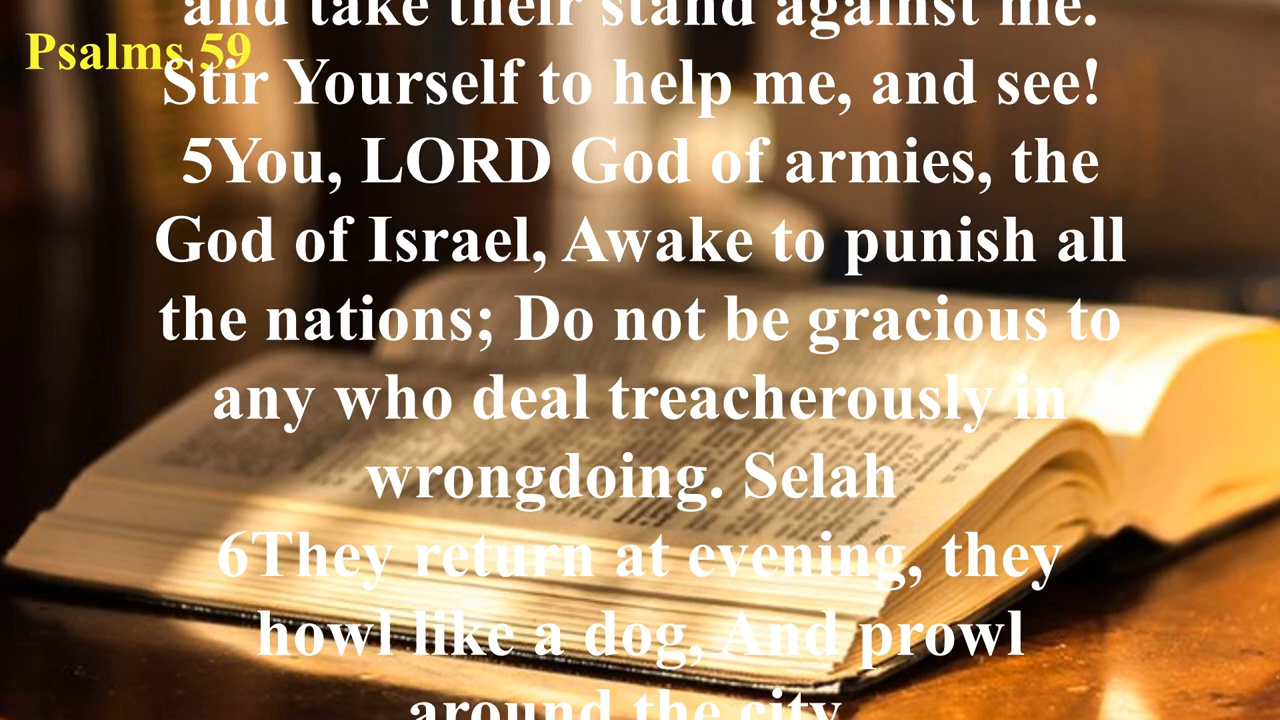 and take their stand against me.
Psalms 59
Stir Yourself to help me, and see!
5You, LORD God of armies, the
God of Israel, Awake to punish all
the nations; Do not be gracious to
any who deal treacherously in
wrongdoing. Selah
6They return at evening, they
howl like a dog, And prowl
around the city.